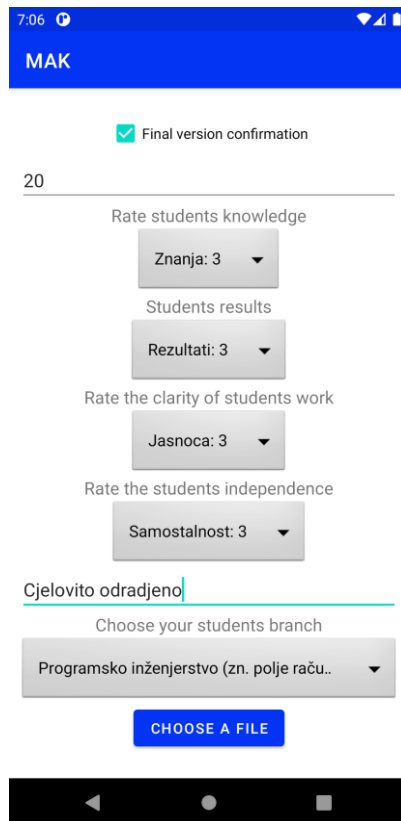 7:06
MAK
Final version confirmation
20
Rate students knowledge
Znanja: 3
Students results
Rezultati: 3
Rate the clarity of students work
Jasnoca: 3
Rate the students independence
Samostalnost: 3
Cjelovito odradjeno
Choose your students branch
Programsko inženjerstvo (zn. polje raču..
CHOOSE A FILE